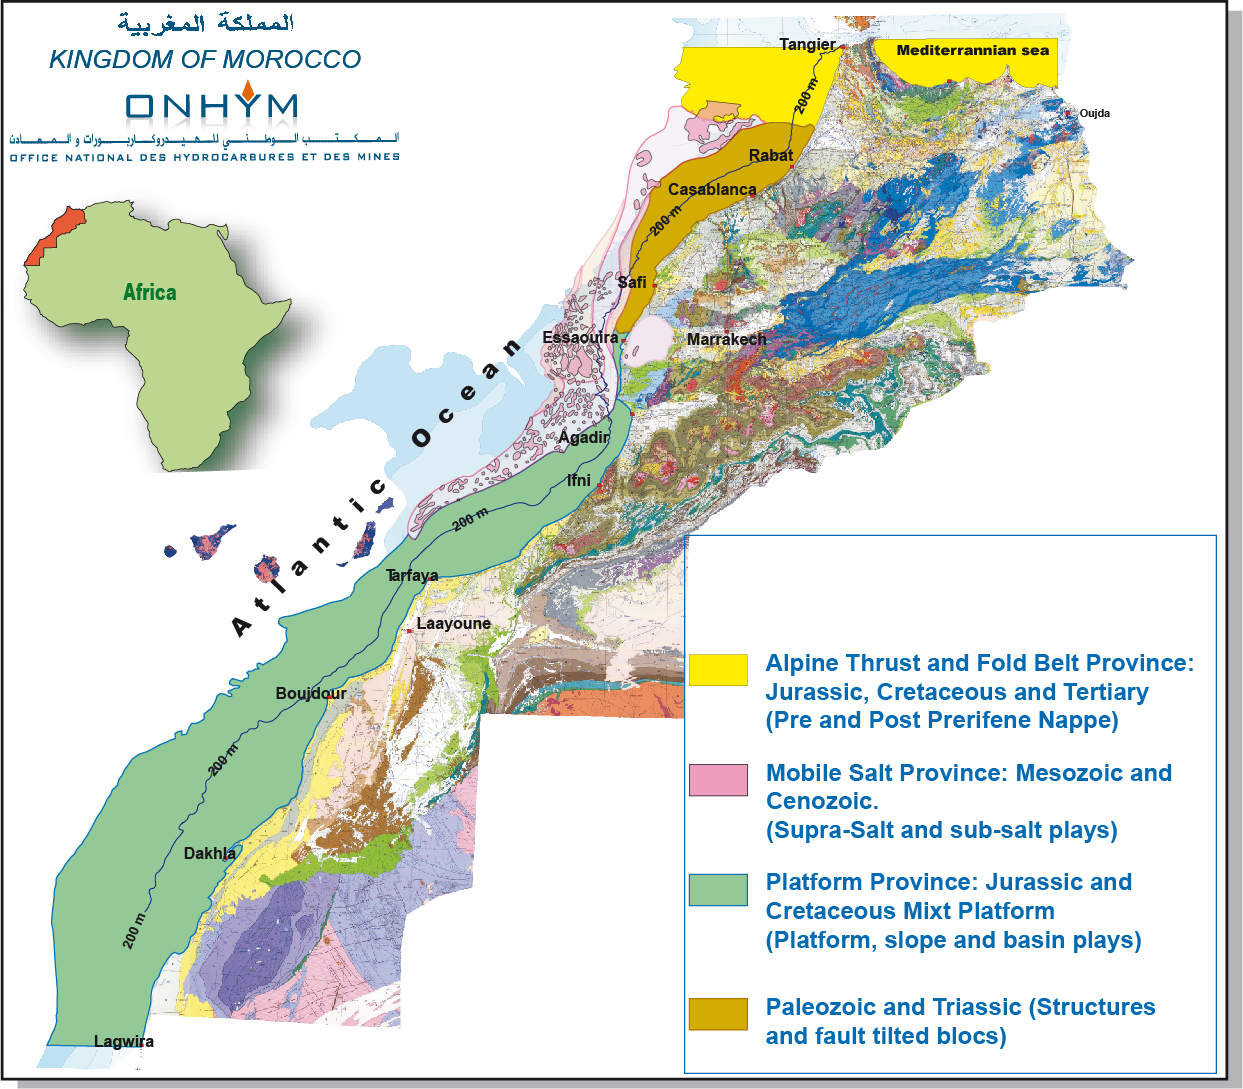 المملكة المغربية
KINGDOM OF MOROCCO
ONHYM
المكتب الوطني للهيدروكاربورات و المعادن
OFFICE NATIONAL DES HYDROCARBURES ET DES MINES
Africa
Tangier
Mediterrannian sea
200 m
Oujda
Rabat
Casablanca
200 m
Safi
Essaouira
Marrakech
Atlantic Ocean
Agadir
Ifni
200 m
Tarfaya
Laayoune
Boujdour
200 m
Dakhla
200 m
Lagwira
Alpine Thrust and Fold Belt Province:
Jurassic, Cretaceous and Tertiary
(Pre and Post Prerifene Nappe)
Mobile Salt Province: Mesozoic and
Cenozoic.
(Supra-Salt and sub-salt plays)
Platform Province: Jurassic and
Cretaceous Mixt Platform
(Platform, slope and basin plays)
Paleozoic and Triassic (Structures
and fault tilted blocs)